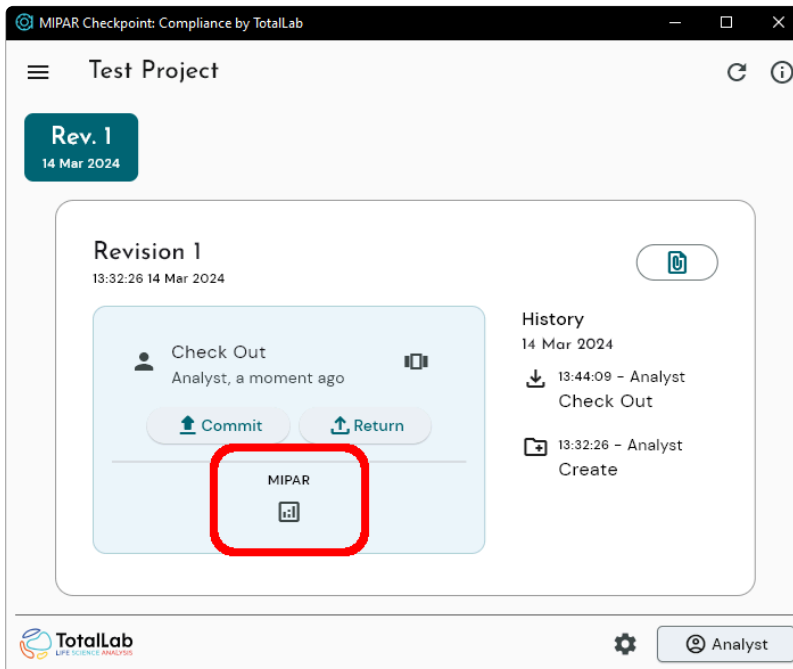 MIPAR Checkpoint: Compliance by TotalLab
Test Project
Rev. 1
14 Mar 2024
Revision 1
13:32:26 14 Mar 2024
Check Out
Analyst, a moment ago
Commit
Return
MIPAR
History
14 Mar 2024
13:44:09 - Analyst
Check Out
13:32:26 - Analyst
Create
TotalLab
LIFE SCIENCE ANALYSIS
Analyst